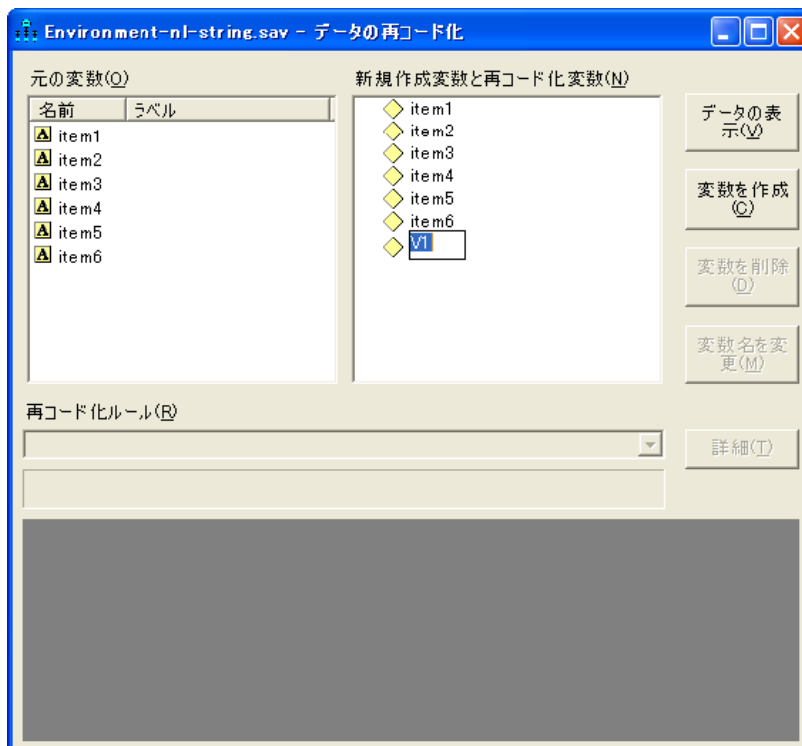 Environment-nl-string.sav - データの再コード化
元の変数(O)
新規作成変数と再コード化変数(N)
名前 ラベル
item1
item2
item3
item4
item5
item6
item1
item2
item3
item4
item5
item6
V1
データの表
示(V)
変数を作成
(C)
変数を削除
(D)
変数名を変
更(M)
再コード化ルール(R)
詳細(T)